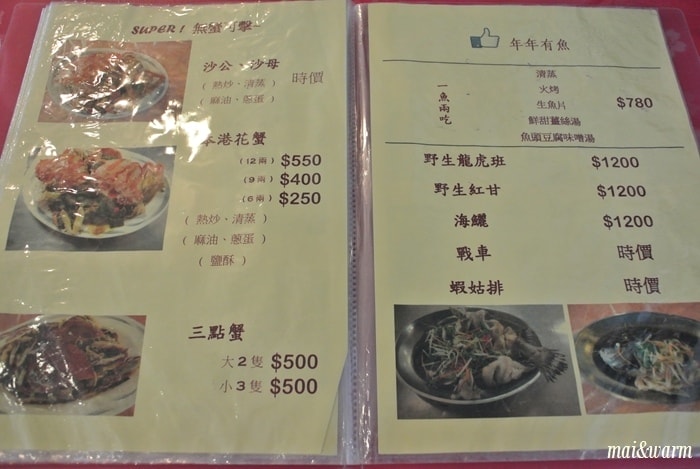 SUPER! 無蟹可擊
沙公、沙母
(熱炒、清蒸)
時價
(麻油、蔥蛋)
本港花蟹
(12兩) $550
(9兩) $400
(6兩) $250
(熱炒、清蒸)
(麻油、蔥蛋)
(鹽酥)
三點蟹
大2隻 $500
小3隻 $500
年年有魚
一魚兩吃
清蒸
火烤
生魚片
鮮甜薑絲湯
魚頭豆腐味噌湯
$780
野生龍虎班 $1200
野生紅甘 $1200
海鱺 $1200
戰車 時價
蝦姑排 時價
mai&warm